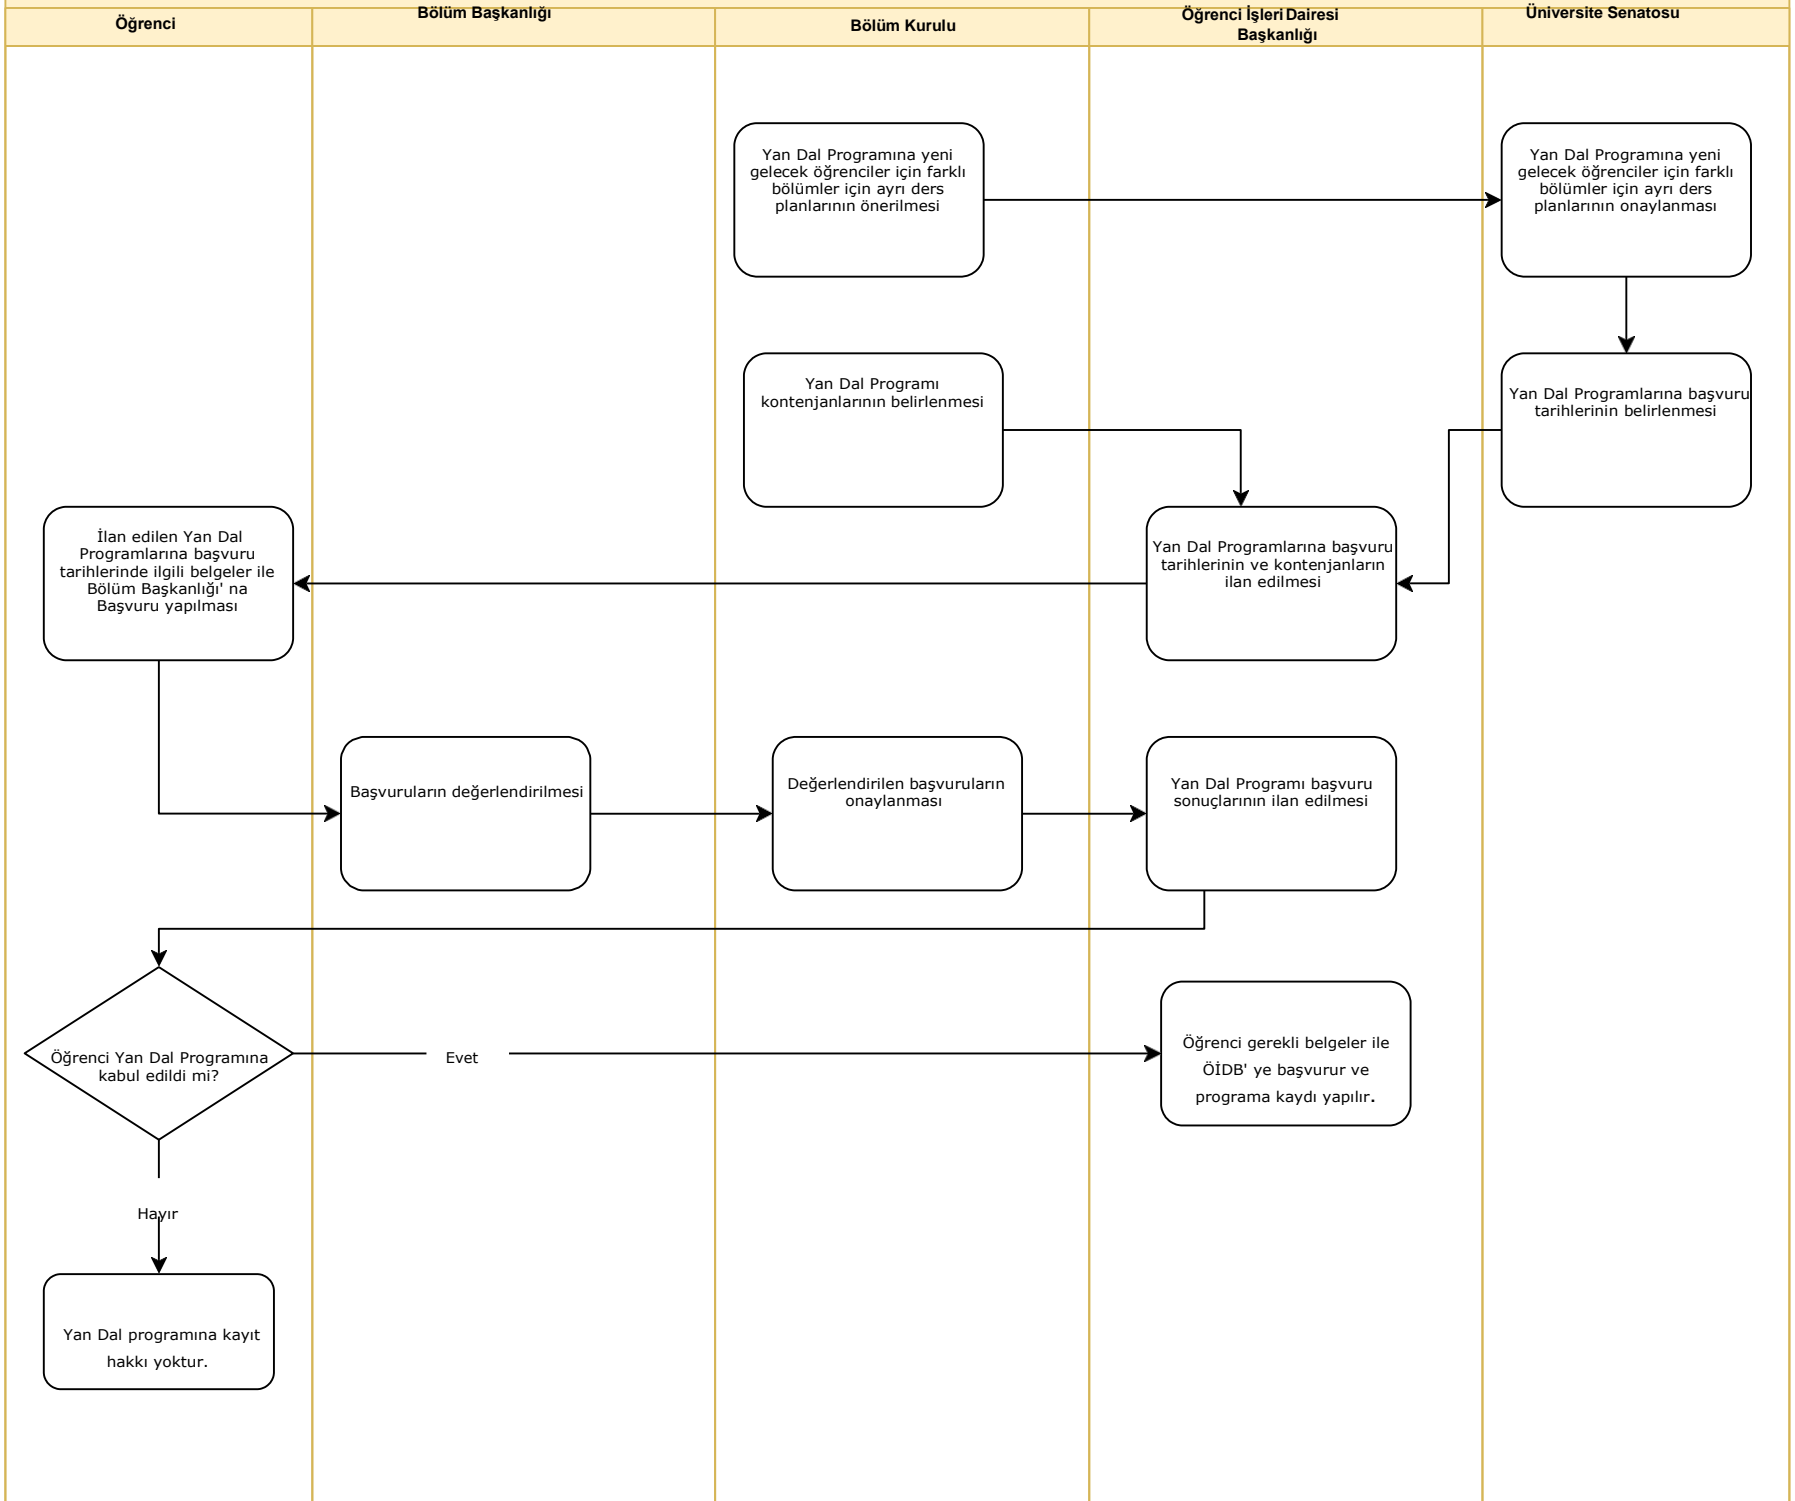 Öğrenci
Bölüm Başkanlığı
Bölüm Kurulu
Öğrenci İşleri Dairesi
Başkanlığı
Üniversite Senatosu
Yan Dal Programına yeni
gelecek öğrenciler için farklı
bölümler için ayrı ders
planlarının önerilmesi
Yan Dal Programına yeni
gelecek öğrenciler için farklı
bölümler için ayrı ders
planlarının onaylanması
Yan Dal Programı
kontenjanlarının belirlenmesi
Yan Dal Programlarına başvuru
tarihlerinin belirlenmesi
İlan edilen Yan Dal
Programlarına başvuru
tarihlerinde ilgili belgeler ile
Bölüm Başkanlığı' na
Başvuru yapılması
Yan Dal Programlarına başvuru
tarihlerinin ve kontenjanların
ilan edilmesi
Başvuruların değerlendirilmesi
Değerlendirilen başvuruların
onaylanması
Yan Dal Programı başvuru
sonuçlarının ilan edilmesi
Öğrenci Yan Dal Programına
kabul edildi mi?
Evet
Öğrenci gerekli belgeler ile
ÖİDB' ye başvurur ve
programa kaydı yapılır.
Hayır
Yan Dal programına kayıt
hakkı yoktur.